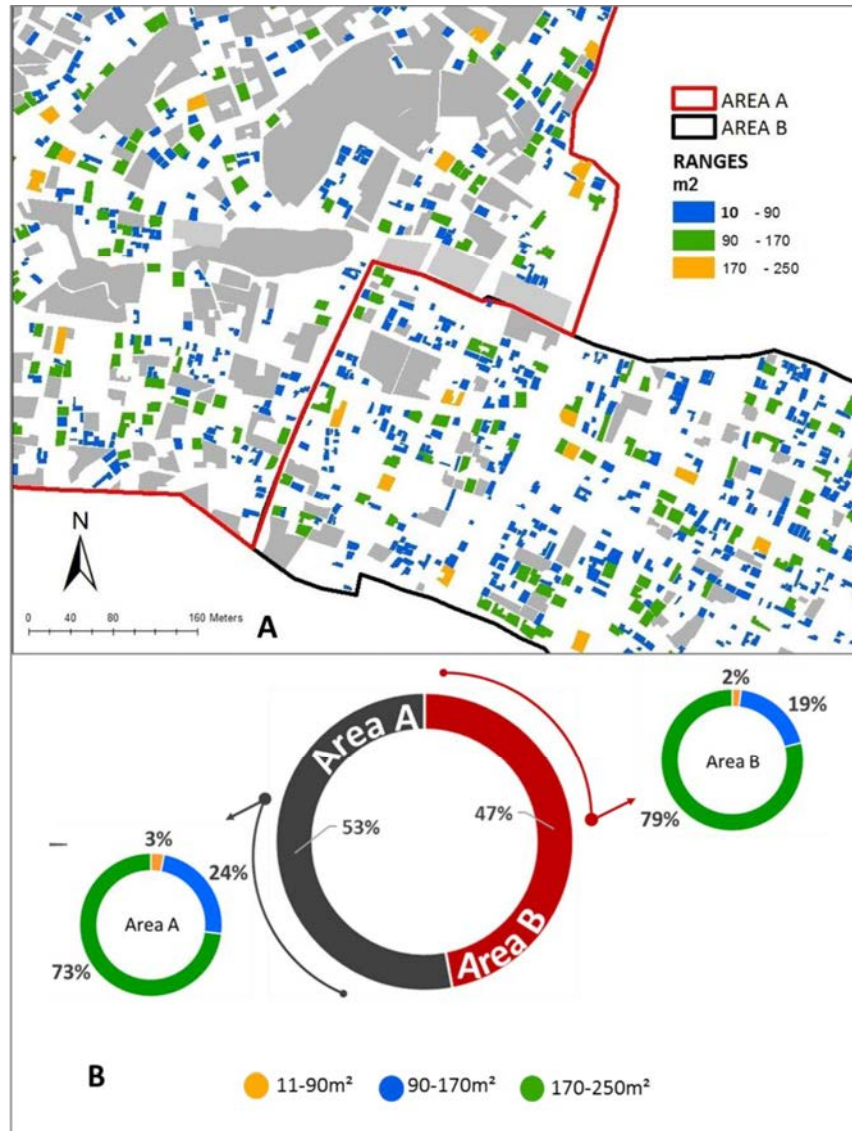 AREA A
AREA B
RANGES
m2
10 - 90
90 - 170
170 - 250
N
0 40 80 160 Meters
A
2%
19%
Area B
79%
Area A
53%
47%
Area B
3%
24%
Area A
73%
B
11-90m²
90-170m²
170-250m²